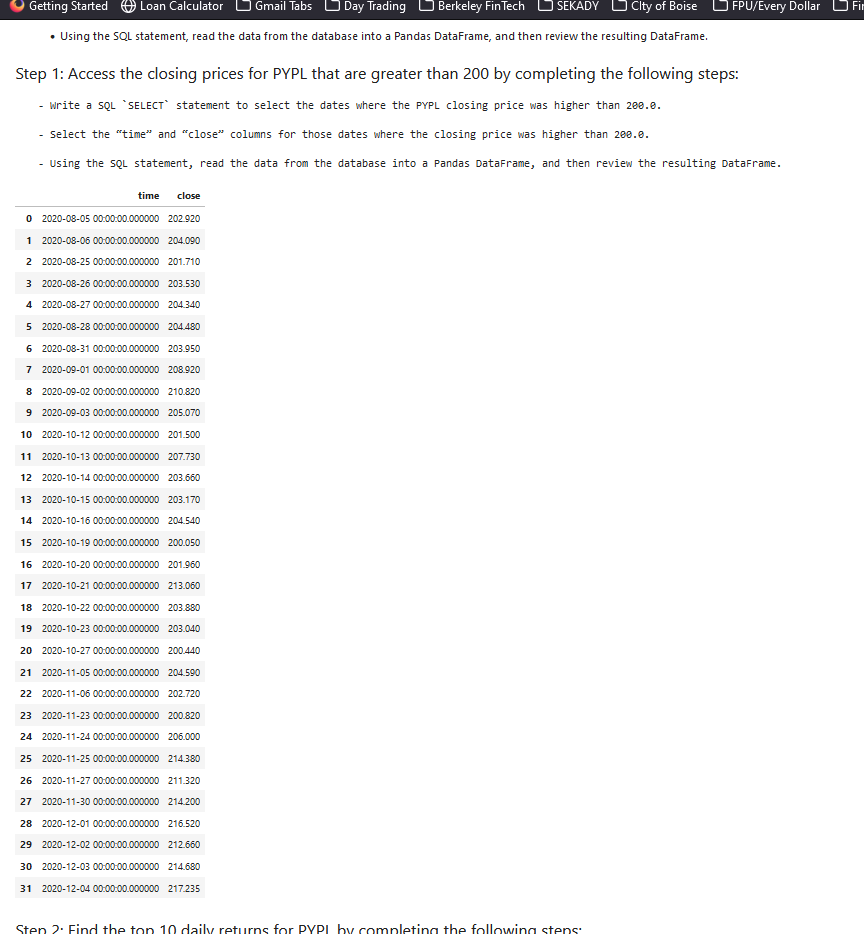 Getting Started Loan Calculator Gmail Tabs Day Trading Berkeley FinTech SEKADY CIty of Boise FPU/Every Dollar Fi
• Using the SQL statement, read the data from the database into a Pandas DataFrame, and then review the resulting DataFrame.
Step 1: Access the closing prices for PYPL that are greater than 200 by completing the following steps:
- Write a SQL `SELECT` statement to select the dates where the PYPL closing price was higher than 200.0.
- Select the “time” and “close” columns for those dates where the closing price was higher than 200.0.
- Using the SQL statement, read the data from the database into a Pandas DataFrame, and then review the resulting DataFrame.
time close
0 2020-08-05 00:00:00.000000 202.920
1 2020-08-06 00:00:00.000000 204.090
2 2020-08-25 00:00:00.000000 201.710
3 2020-08-26 00:00:00.000000 203.530
4 2020-08-27 00:00:00.000000 204.340
5 2020-08-28 00:00:00.000000 204.480
6 2020-08-31 00:00:00.000000 203.950
7 2020-09-01 00:00:00.000000 208.920
8 2020-09-02 00:00:00.000000 210.820
9 2020-09-03 00:00:00.000000 205.070
10 2020-10-12 00:00:00.000000 201.500
11 2020-10-13 00:00:00.000000 207.730
12 2020-10-14 00:00:00.000000 203.660
13 2020-10-15 00:00:00.000000 203.170
14 2020-10-16 00:00:00.000000 204.540
15 2020-10-19 00:00:00.000000 200.050
16 2020-10-20 00:00:00.000000 201.960
17 2020-10-21 00:00:00.000000 213.060
18 2020-10-22 00:00:00.000000 203.880
19 2020-10-23 00:00:00.000000 203.040
20 2020-10-27 00:00:00.000000 200.440
21 2020-11-05 00:00:00.000000 204.590
22 2020-11-06 00:00:00.000000 202.720
23 2020-11-23 00:00:00.000000 200.820
24 2020-11-24 00:00:00.000000 206.000
25 2020-11-25 00:00:00.000000 214.380
26 2020-11-27 00:00:00.000000 211.320
27 2020-11-30 00:00:00.000000 214.200
28 2020-12-01 00:00:00.000000 216.520
29 2020-12-02 00:00:00.000000 212.660
30 2020-12-03 00:00:00.000000 214.680
31 2020-12-04 00:00:00.000000 217.235
Step 2: Find the top 10 daily returns for PYPL by completing the following steps: